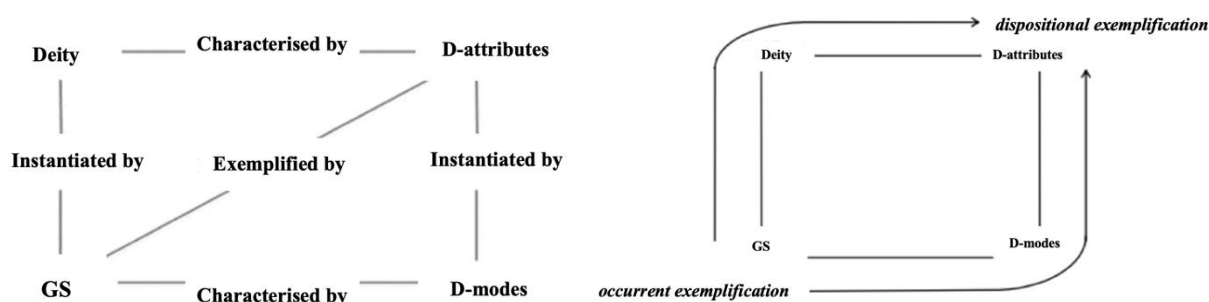 Deity
Characterised by
D-attributes
Instantiated by
Exemplified by
Instantiated by
GS
Characterised by
D-modes
dispositional exemplification
Deity
D-attributes
GS
D-modes
occurrent exemplification